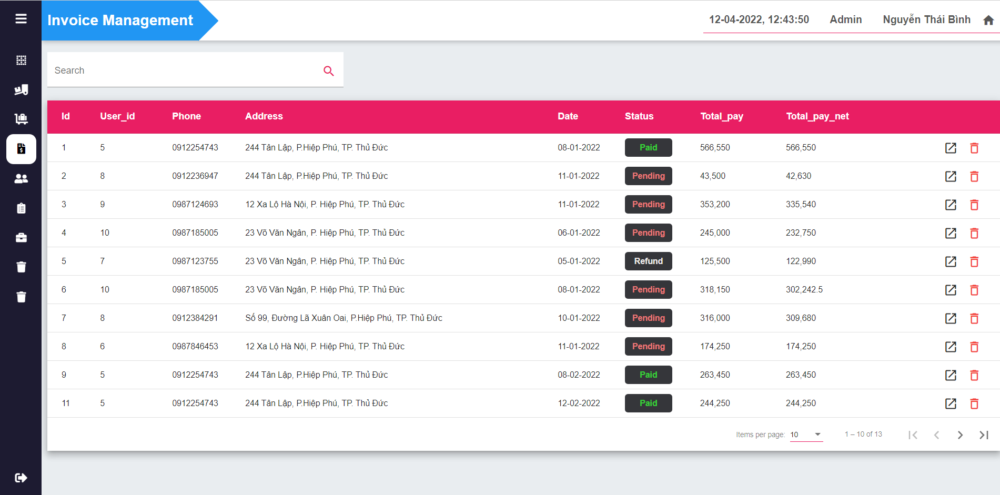 Invoice Management
12-04-2022, 12:43:50 Admin Nguyễn Thái Bình
Search
Id User_id Phone Address Date Status Total_pay Total_pay_net
1 5 0912254743 244 Tân Lập, P.Hiệp Phú, TP. Thủ Đức 08-01-2022 Paid 566,550 566,550
2 8 0912236947 244 Tân Lập, P.Hiệp Phú, TP. Thủ Đức 11-01-2022 Pending 43,500 42,630
3 9 0987124693 12 Xa Lộ Hà Nội, P. Hiệp Phú, TP. Thủ Đức 11-01-2022 Pending 353,200 335,540
4 10 0987185005 23 Võ Văn Ngân, P. Hiệp Phú, TP. Thủ Đức 06-01-2022 Pending 245,000 232,750
5 7 0987123755 23 Võ Văn Ngân, P. Hiệp Phú, TP. Thủ Đức 05-01-2022 Refund 125,500 122,990
6 10 0987185005 23 Võ Văn Ngân, P. Hiệp Phú, TP. Thủ Đức 08-01-2022 Pending 318,150 302,242.5
7 8 0912384291 Số 99, Đường Lã Xuân Oai, P.Hiệp Phú, TP. Thủ Đức 10-01-2022 Pending 316,000 309,680
8 6 0987846453 12 Xa Lộ Hà Nội, P. Hiệp Phú, TP. Thủ Đức 11-01-2022 Pending 174,250 174,250
9 5 0912254743 244 Tân Lập, P.Hiệp Phú, TP. Thủ Đức 08-02-2022 Paid 263,450 263,450
11 5 0912254743 244 Tân Lập, P.Hiệp Phú, TP. Thủ Đức 12-02-2022 Paid 244,250 244,250
Items per page: 10 1 – 10 of 13